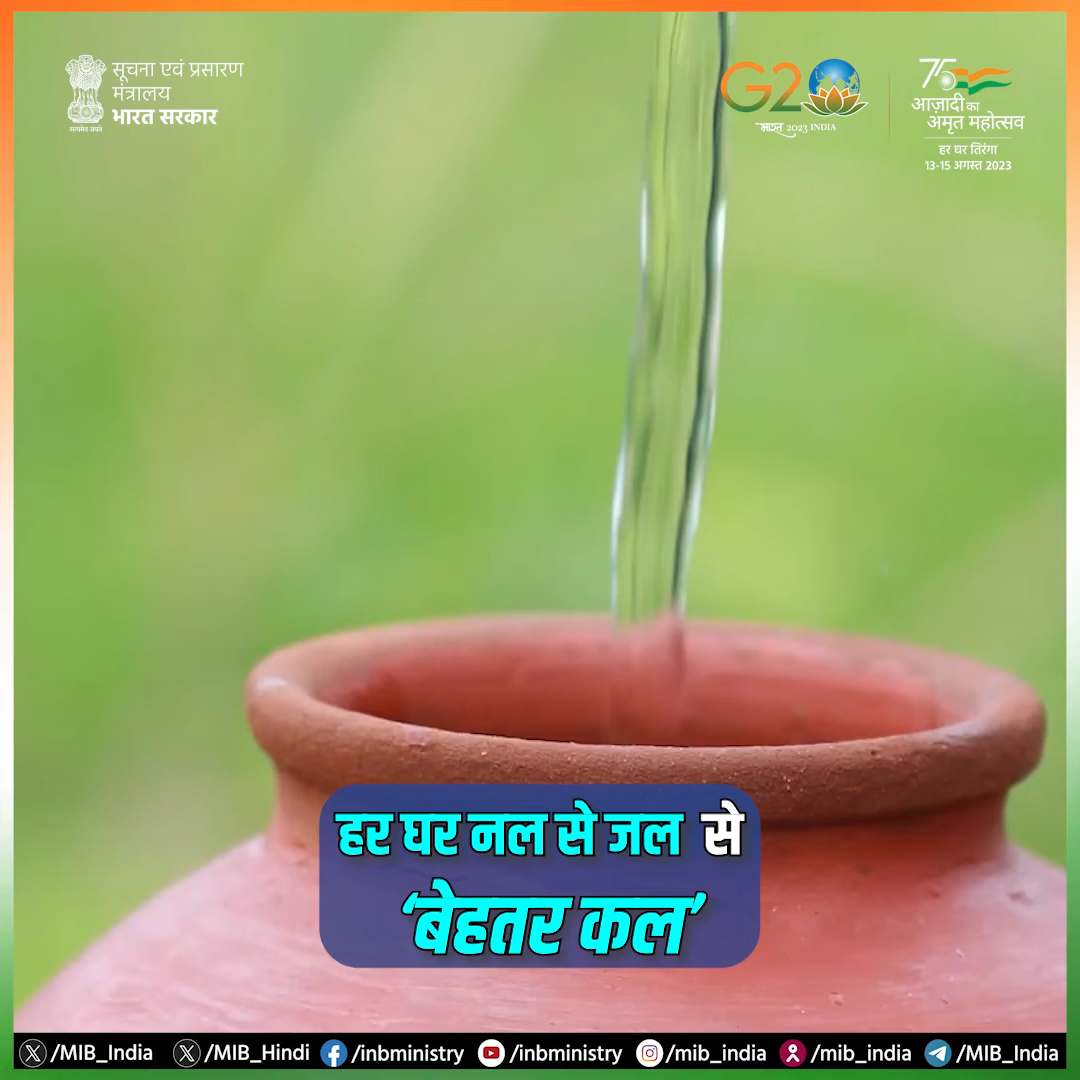 सूचना एवं प्रसारण
मंत्रालय
भारत सरकार
सत्यमेव जयते
G20
भारत 2023 INDIA
75
आज़ादी का
अमृत महोत्सव
हर घर तिरंगा
13-15 अगस्त 2023
हर घर नल से जल से
‘बेहतर कल’
/MIB_India /MIB_Hindi /inbministry /inbministry /mib_india /mib_india /MIB_India